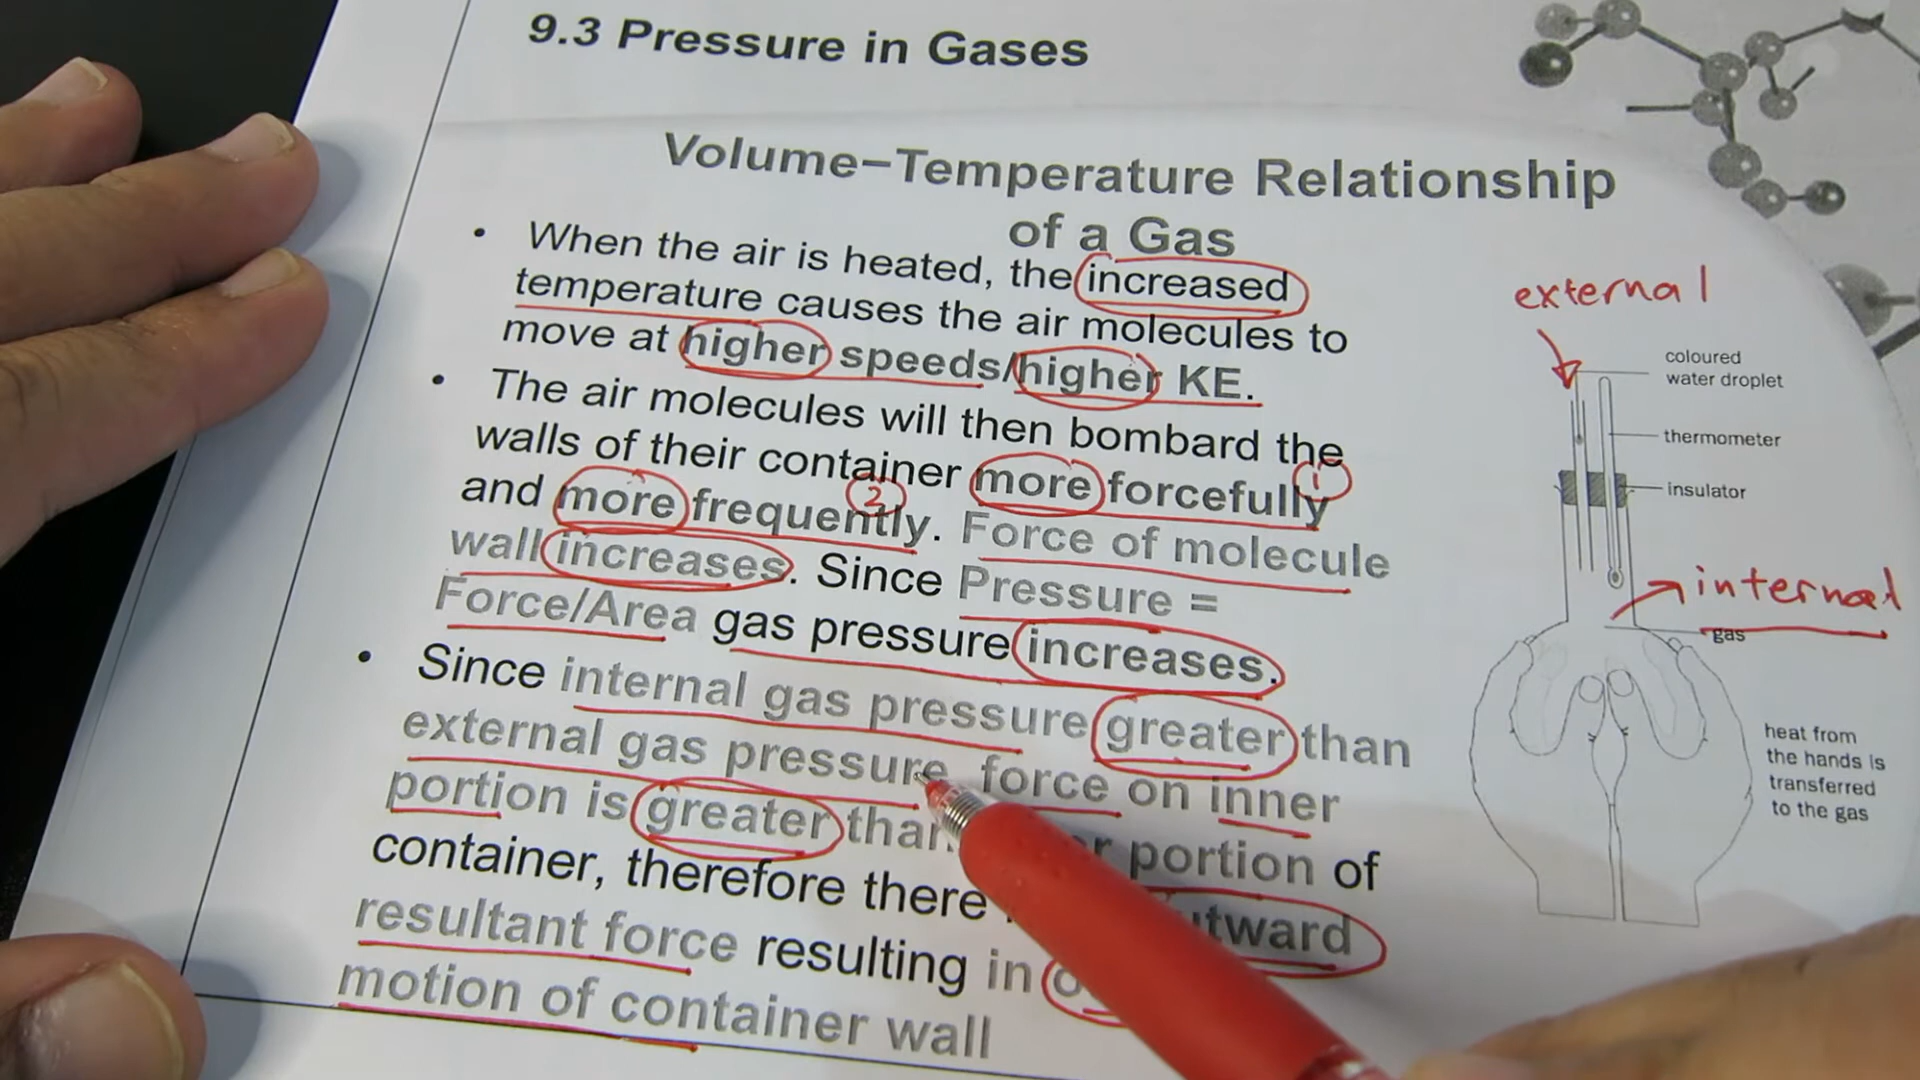 9.3 Pressure in Gases
Volume–Temperature Relationship
of a Gas
• When the air is heated, the increased
temperature causes the air molecules to
move at higher speeds/higher KE.
• The air molecules will then bombard the
walls of their container more forcefully
1
and more frequently. Force of molecule
2
wall increases. Since Pressure =
Force/Area gas pressure increases.
• Since internal gas pressure greater than
external gas pressure, force on inner
portion is greater than portion of
container, therefore there
resultant force resulting in
motion of container wall
external
coloured
water droplet
thermometer
insulator
internal
gas
heat from
the hands is
transferred
to the gas